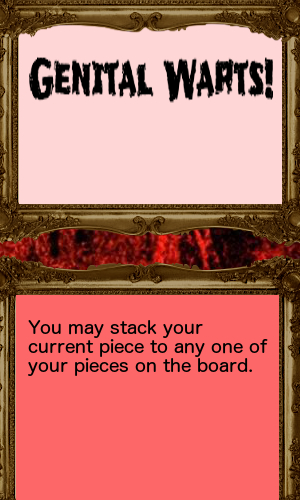 Genital Warts!
You may stack your
current piece to any one of
your pieces on the board.